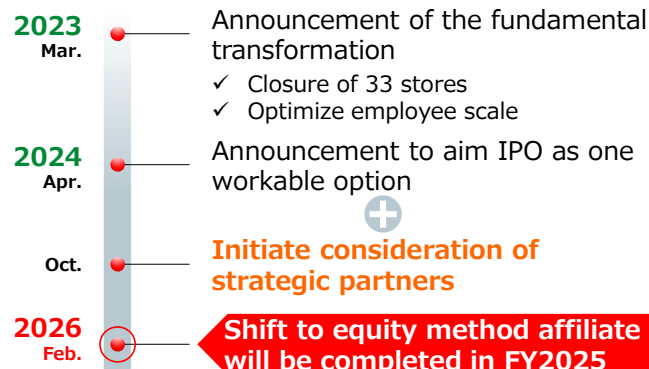 2023
Mar.
Announcement of the fundamental
transformation
✓ Closure of 33 stores
✓ Optimize employee scale
2024
Apr.
Announcement to aim IPO as one
workable option
Oct.
Initiate consideration of
strategic partners
2026
Feb.
Shift to equity method affiliate
will be completed in FY2025